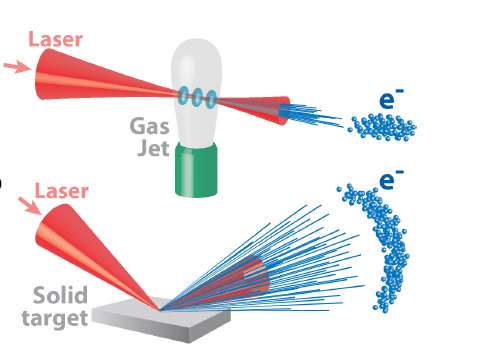 Laser
e⁻
Gas
Jet
e⁻
Laser
Solid
target